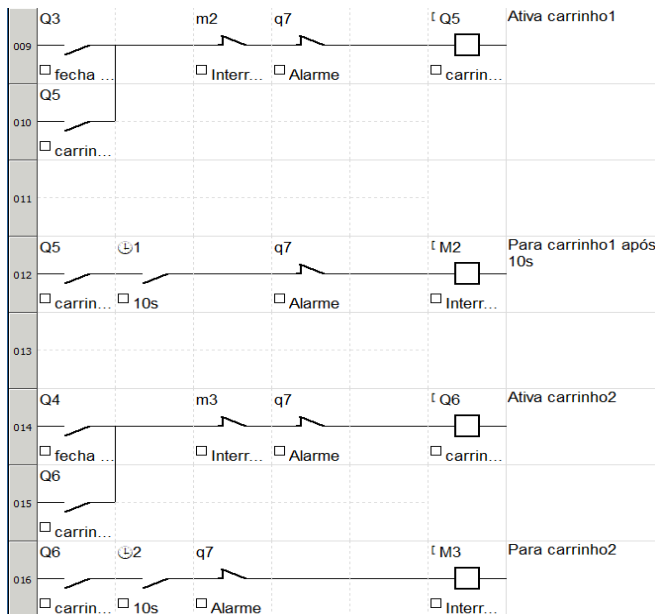 Q3 m2 q7 [ Q5 Ativa carrinho1
009
fecha ... Interr... Alarme carrin...
Q5
010
carrin...
011
Q5 1 q7 [ M2 Para carrinho1 após
10s
012
carrin... 10s Alarme Interr...
013
Q4 m3 q7 [ Q6 Ativa carrinho2
014
fecha ... Interr... Alarme carrin...
Q6
015
carrin...
Q6 2 q7 [ M3 Para carrinho2
016
carrin... 10s Alarme Interr...